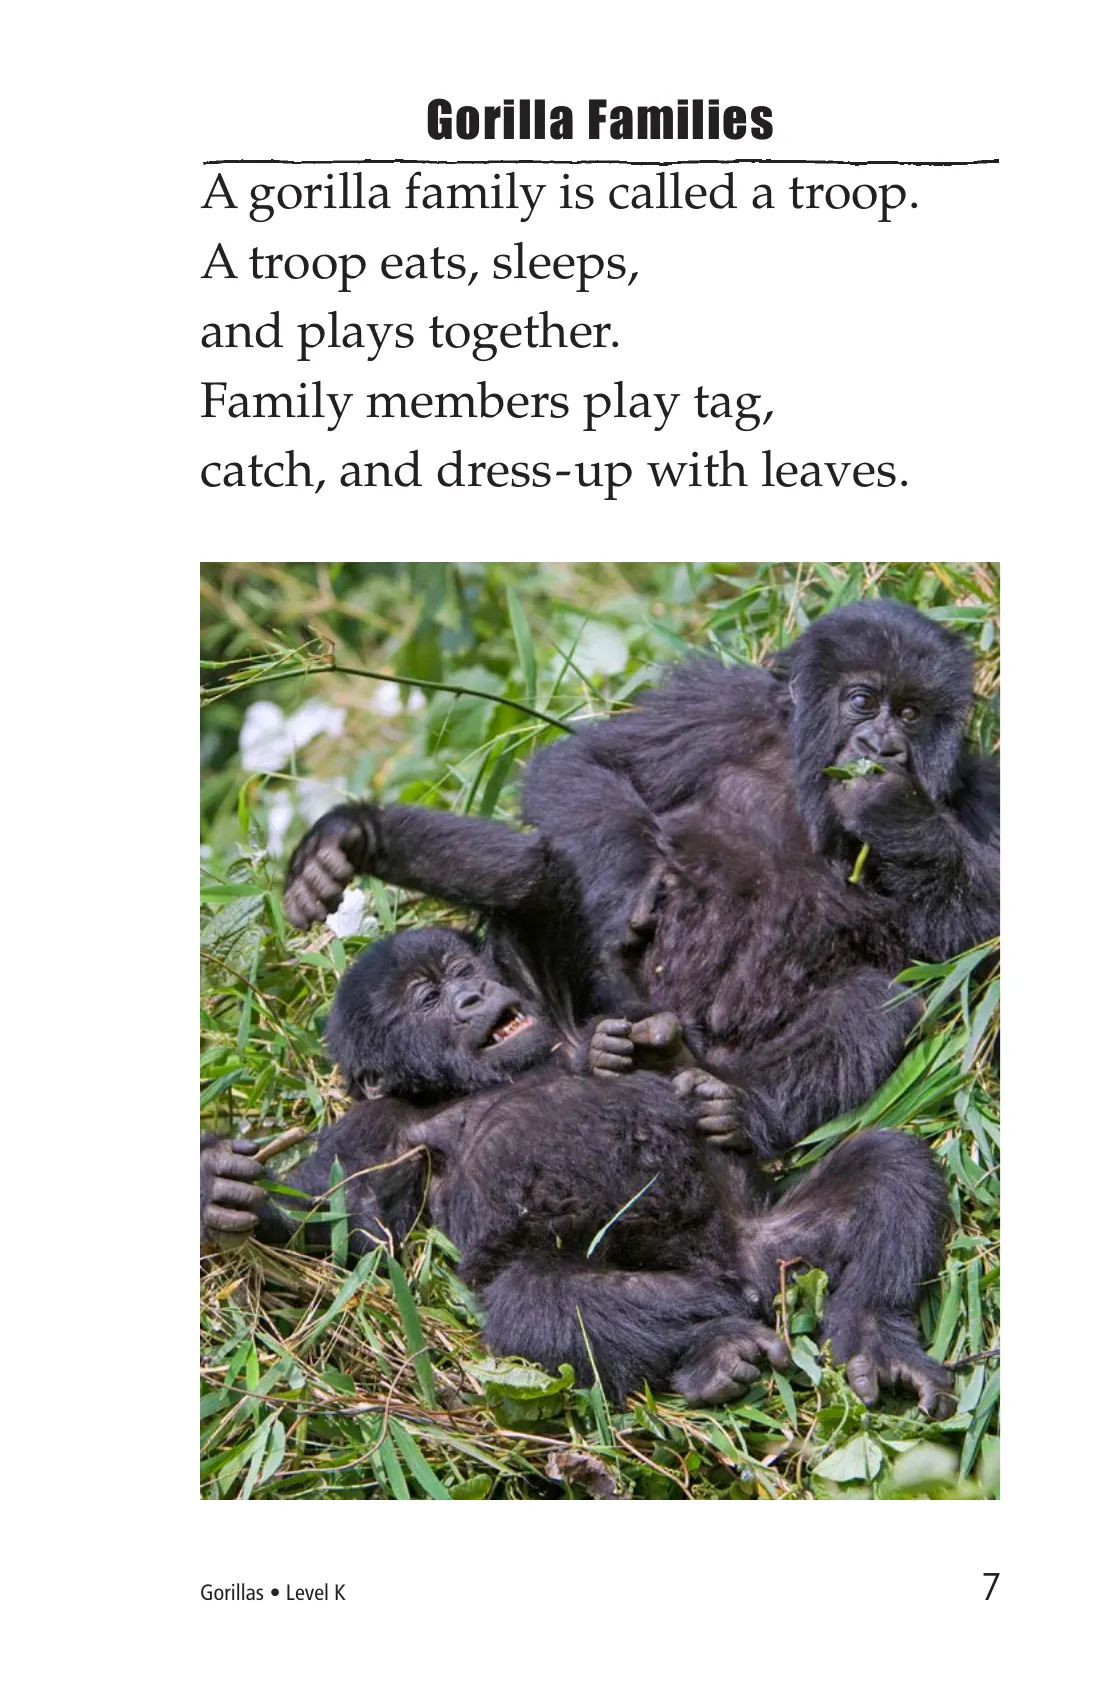 Gorilla Families
A gorilla family is called a troop.
A troop eats, sleeps,
and plays together.
Family members play tag,
catch, and dress-up with leaves.
Gorillas • Level K
7